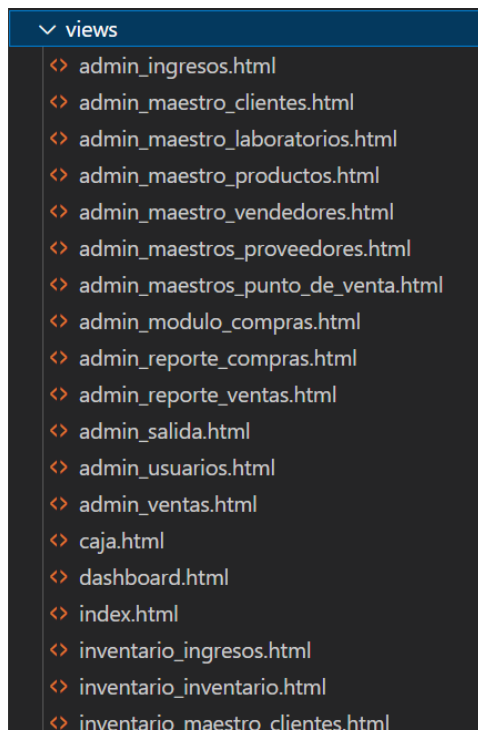 views
admin_ingresos.html
admin_maestro_clientes.html
admin_maestro_laboratorios.html
admin_maestro_productos.html
admin_maestro_vendedores.html
admin_maestros_proveedores.html
admin_maestros_punto_de_venta.html
admin_modulo_compras.html
admin_reporte_compras.html
admin_reporte_ventas.html
admin_salida.html
admin_usuarios.html
admin_ventas.html
caja.html
dashboard.html
index.html
inventario_ingresos.html
inventario_inventario.html
inventario_maestro_clientes.html